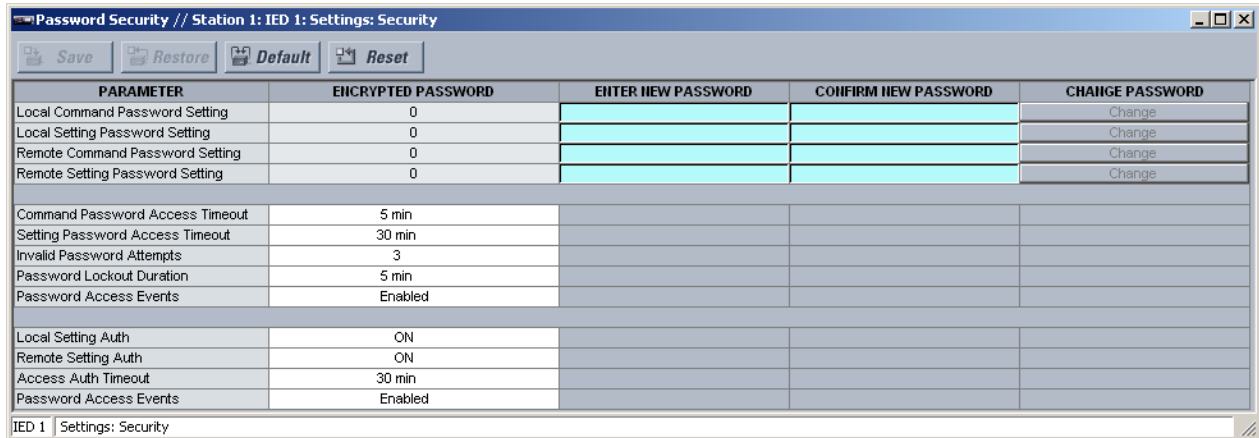 Password Security // Station 1: IED 1: Settings: Security
Save Restore Default Reset
PARAMETER ENCRYPTED PASSWORD ENTER NEW PASSWORD CONFIRM NEW PASSWORD CHANGE PASSWORD
Local Command Password Setting 0 Change
Local Setting Password Setting 0 Change
Remote Command Password Setting 0 Change
Remote Setting Password Setting 0 Change
Command Password Access Timeout 5 min
Setting Password Access Timeout 30 min
Invalid Password Attempts 3
Password Lockout Duration 5 min
Password Access Events Enabled
Local Setting Auth ON
Remote Setting Auth ON
Access Auth Timeout 30 min
Password Access Events Enabled
IED 1 Settings: Security